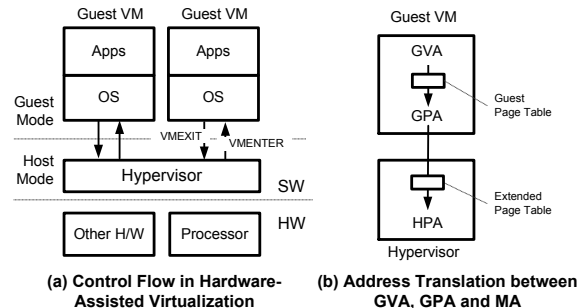 Guest VM
Guest VM
Apps
Apps
OS
OS
Guest
Mode
VMEXIT
VMENTER
Host
Mode
Hypervisor
SW
HW
Other H/W
Processor
(a) Control Flow in Hardware-
Assisted Virtualization
Guest VM
GVA
Guest
Page Table
GPA
Extended
Page Table
HPA
Hypervisor
(b) Address Translation between
GVA, GPA and MA